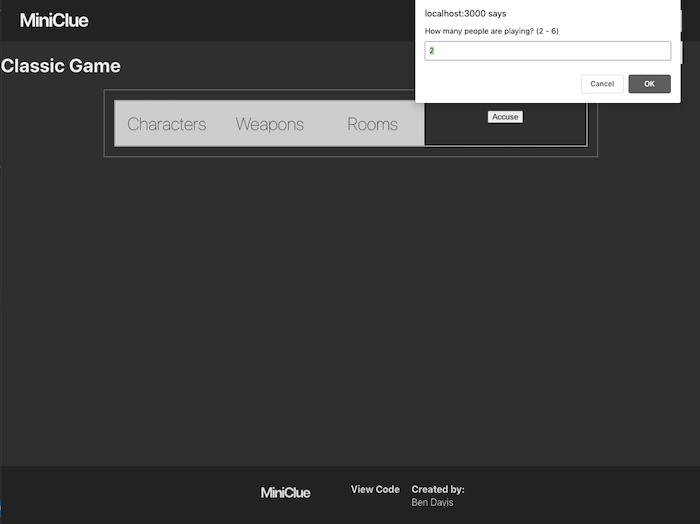 MiniClue
localhost:3000 says
How many people are playing? (2 - 6)
2
Cancel OK
Classic Game
Characters Weapons Rooms
Accuse
MiniClue View Code Created by:
Ben Davis